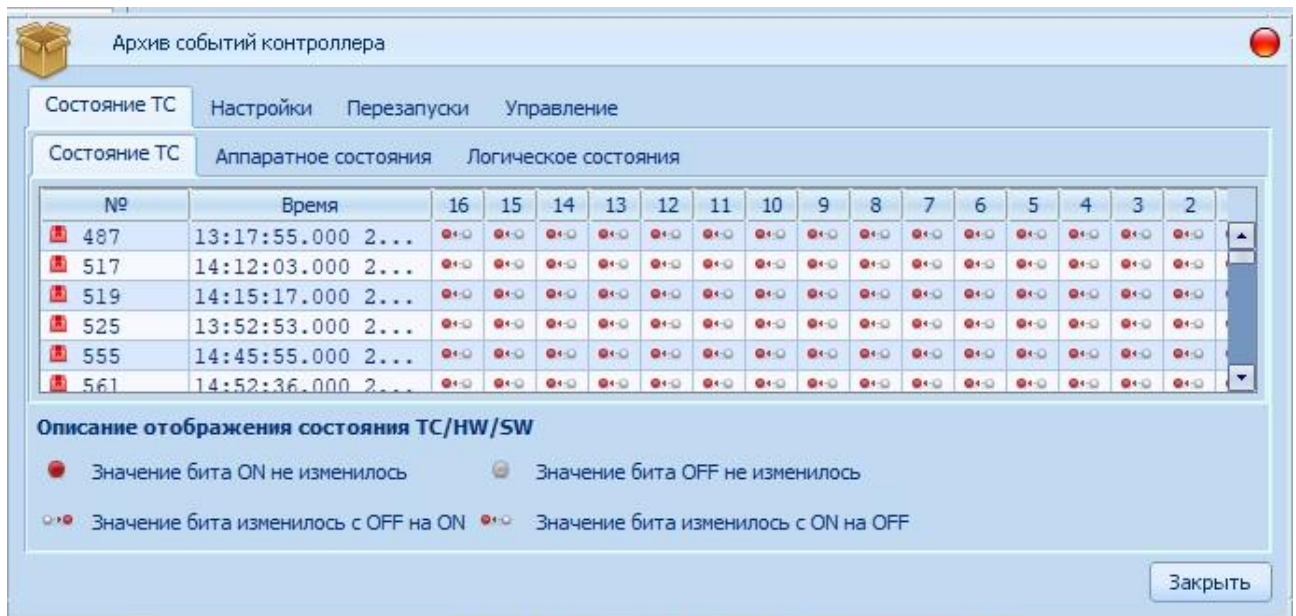 Архив событий контроллера
Состояние ТС Настройки Перезапуски Управление
Состояние ТС Аппаратное состояния Логическое состояния
№ Время 16 15 14 13 12 11 10 9 8 7 6 5 4 3 2
487 13:17:55.000 2...
517 14:12:03.000 2...
519 14:15:17.000 2...
525 13:52:53.000 2...
555 14:45:55.000 2...
561 14:52:36.000 2...
Описание отображения состояния ТС/HW/SW
Значение бита ON не изменилось Значение бита OFF не изменилось
Значение бита изменилось с OFF на ON Значение бита изменилось с ON на OFF
Закрыть